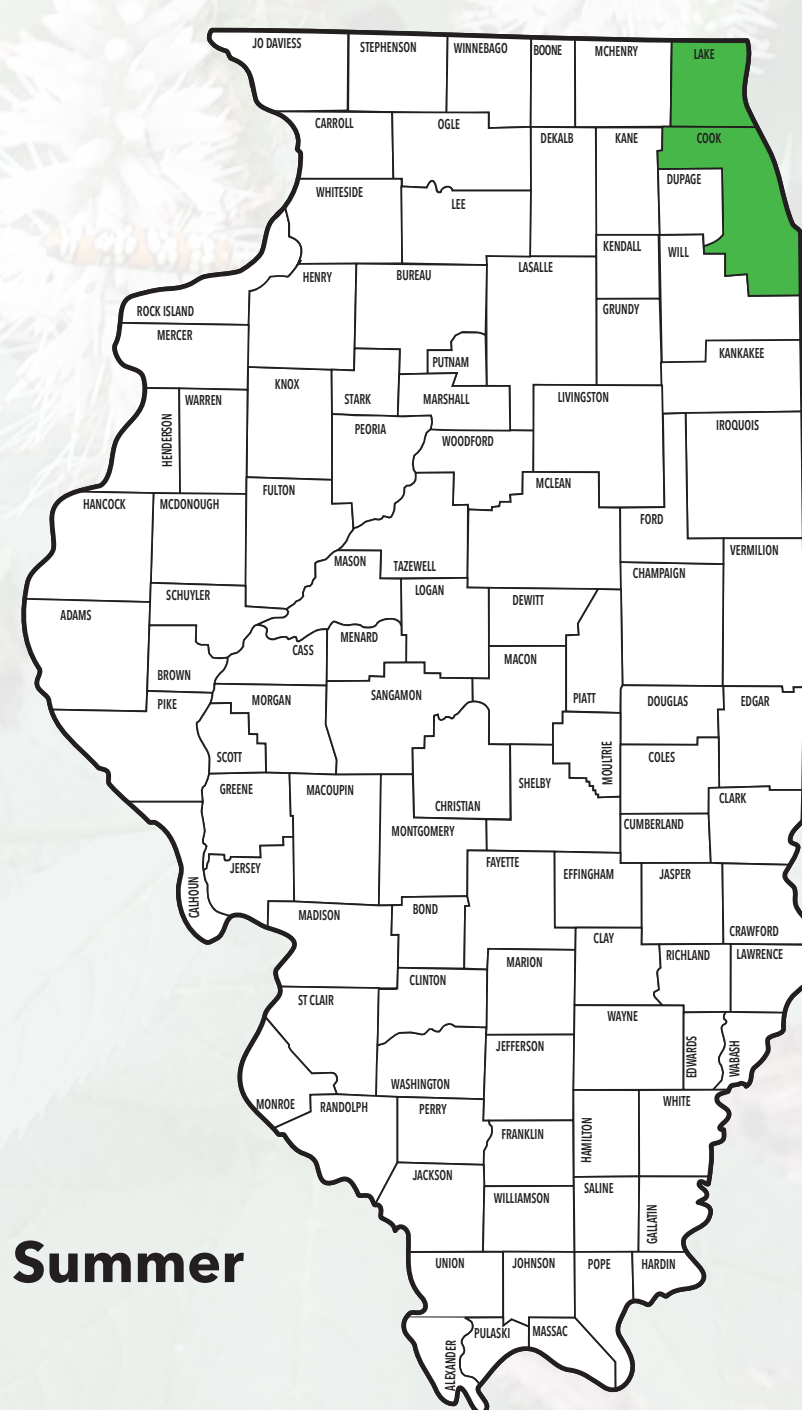 JO DAVIESS
STEPHENSON
WINNEBAGO
BOONE
MCHENRY
LAKE
CARROLL
OGLE
DEKALB
KANE
COOK
DUPAGE
WHITESIDE
LEE
KENDALL
WILL
LASALLE
HENRY
BUREAU
ROCK ISLAND
GRUNDY
MERCER
PUTNAM
KANKAKEE
KNOX
STARK
MARSHALL
LIVINGSTON
WARREN
HENDERSON
PEORIA
WOODFORD
IROQUOIS
HANCOCK
MCDONOUGH
FULTON
MCLEAN
FORD
VERMILION
MASON
TAZEWELL
CHAMPAIGN
LOGAN
SCHUYLER
DEWITT
ADAMS
MENARD
CASS
MACON
BROWN
PIKE
MORGAN
SANGAMON
PIATT
DOUGLAS
EDGAR
SCOTT
MOULTRIE
COLES
GREENE
MACOUPIN
SHELBY
CHRISTIAN
CLARK
MONTGOMERY
CUMBERLAND
JERSEY
FAYETTE
EFFINGHAM
JASPER
CALHOUN
MADISON
BOND
CRAWFORD
CLAY
RICHLAND
LAWRENCE
MARION
CLINTON
ST CLAIR
WAYNE
JEFFERSON
EDWARDS
WABASH
WASHINGTON
MONROE
RANDOLPH
PERRY
WHITE
FRANKLIN
HAMILTON
JACKSON
SALINE
WILLIAMSON
GALLATIN
Summer
UNION
JOHNSON
POPE
HARDIN
PULASKI
MASSAC
ALEXANDER